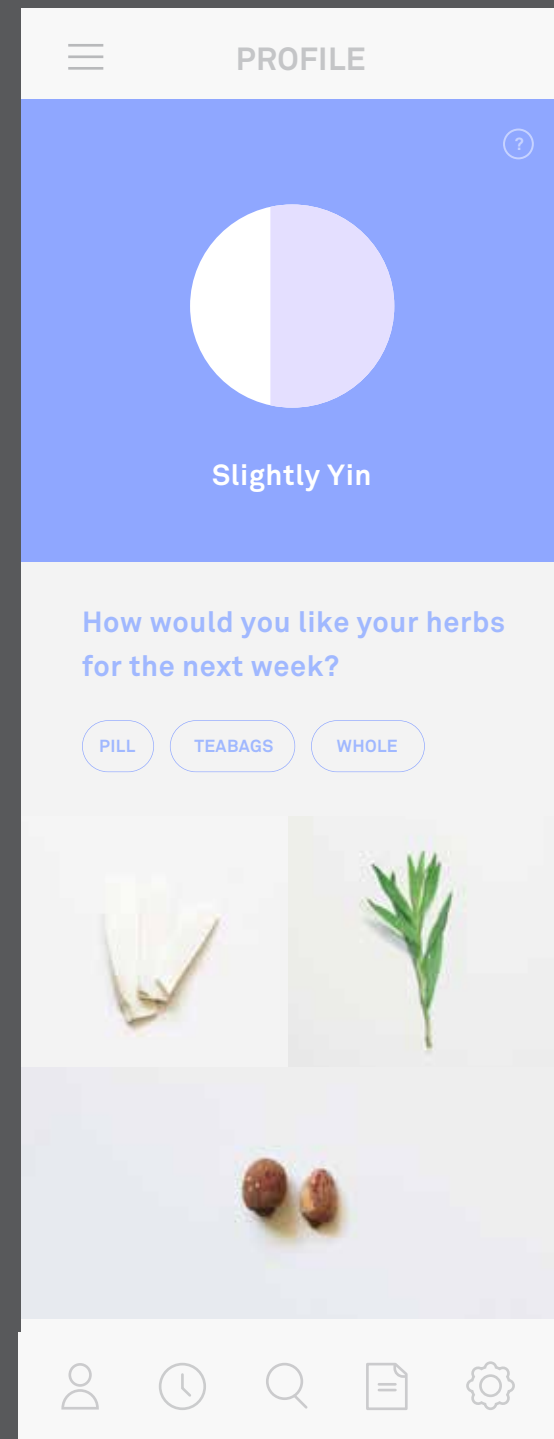 PROFILE
?
Slightly Yin
How would you like your herbs
for the next week?
PILL
TEABAGS
WHOLE